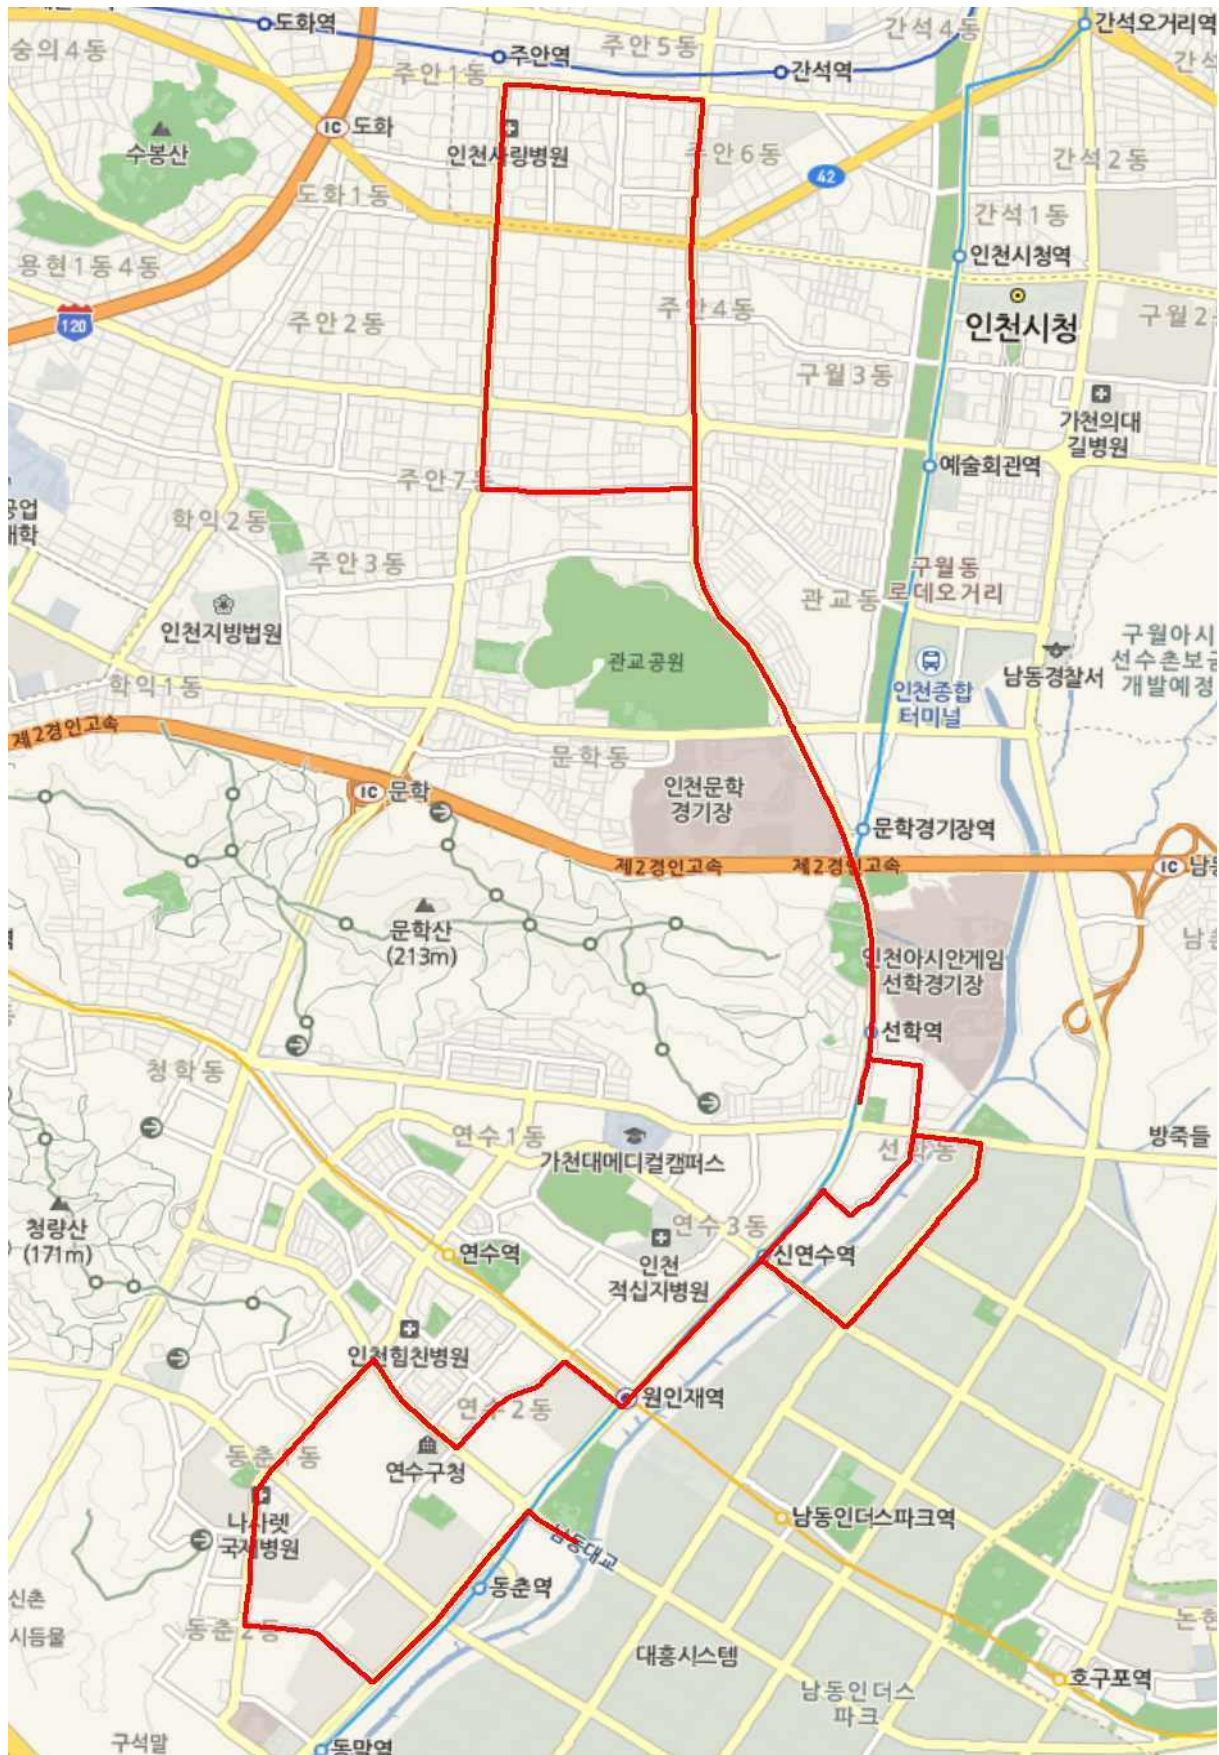 도화역
간석4동
간석오거리역
숭의4동
주안역
주안5동
주안1동
간석역
IC 도화
수봉산
인천사랑병원
주안6동
42
간석2동
도화1동
간석1동
인천시청역
용현1동4동
120
주안2동
주안4동
인천시청
구월3동
가천의대
길병원
예술회관역
주안7동
학익2동
주안3동
구월동
로데오거리
관교동
인천지방법원
관교공원
구월아시
선수촌보금
개발예정
학익1동
인천종합
터미널
남동경찰서
제2경인고속
문학동
인천문학
경기장
IC 문학
문학경기장역
제2경인고속
제2경인고속
IC
문학산
(213m)
인천아시안게임
선학경기장
선학역
청학동
연수1동
가천대메디컬캠퍼스
선학동
방죽들
청량산
(171m)
연수3동
연수역
인천
적십자병원
신연수역
인천힘찬병원
원인재역
연수2동
동춘1동
연수구청
나사렛
국제병원
남동인더스파크역
남동대교
신촌
동춘역
동춘2동
시등물
대흥시스템
남동인더스
파크
호구포역
구석말
동막역